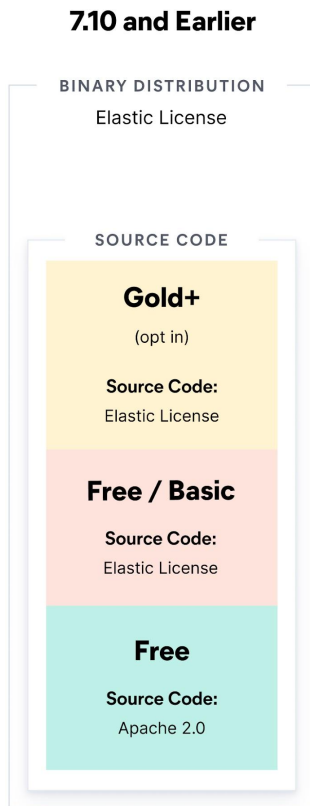 7.10 and Earlier
BINARY DISTRIBUTION
Elastic License
SOURCE CODE
Gold+
(opt in)
Source Code:
Elastic License
Free / Basic
Source Code:
Elastic License
Free
Source Code:
Apache 2.0